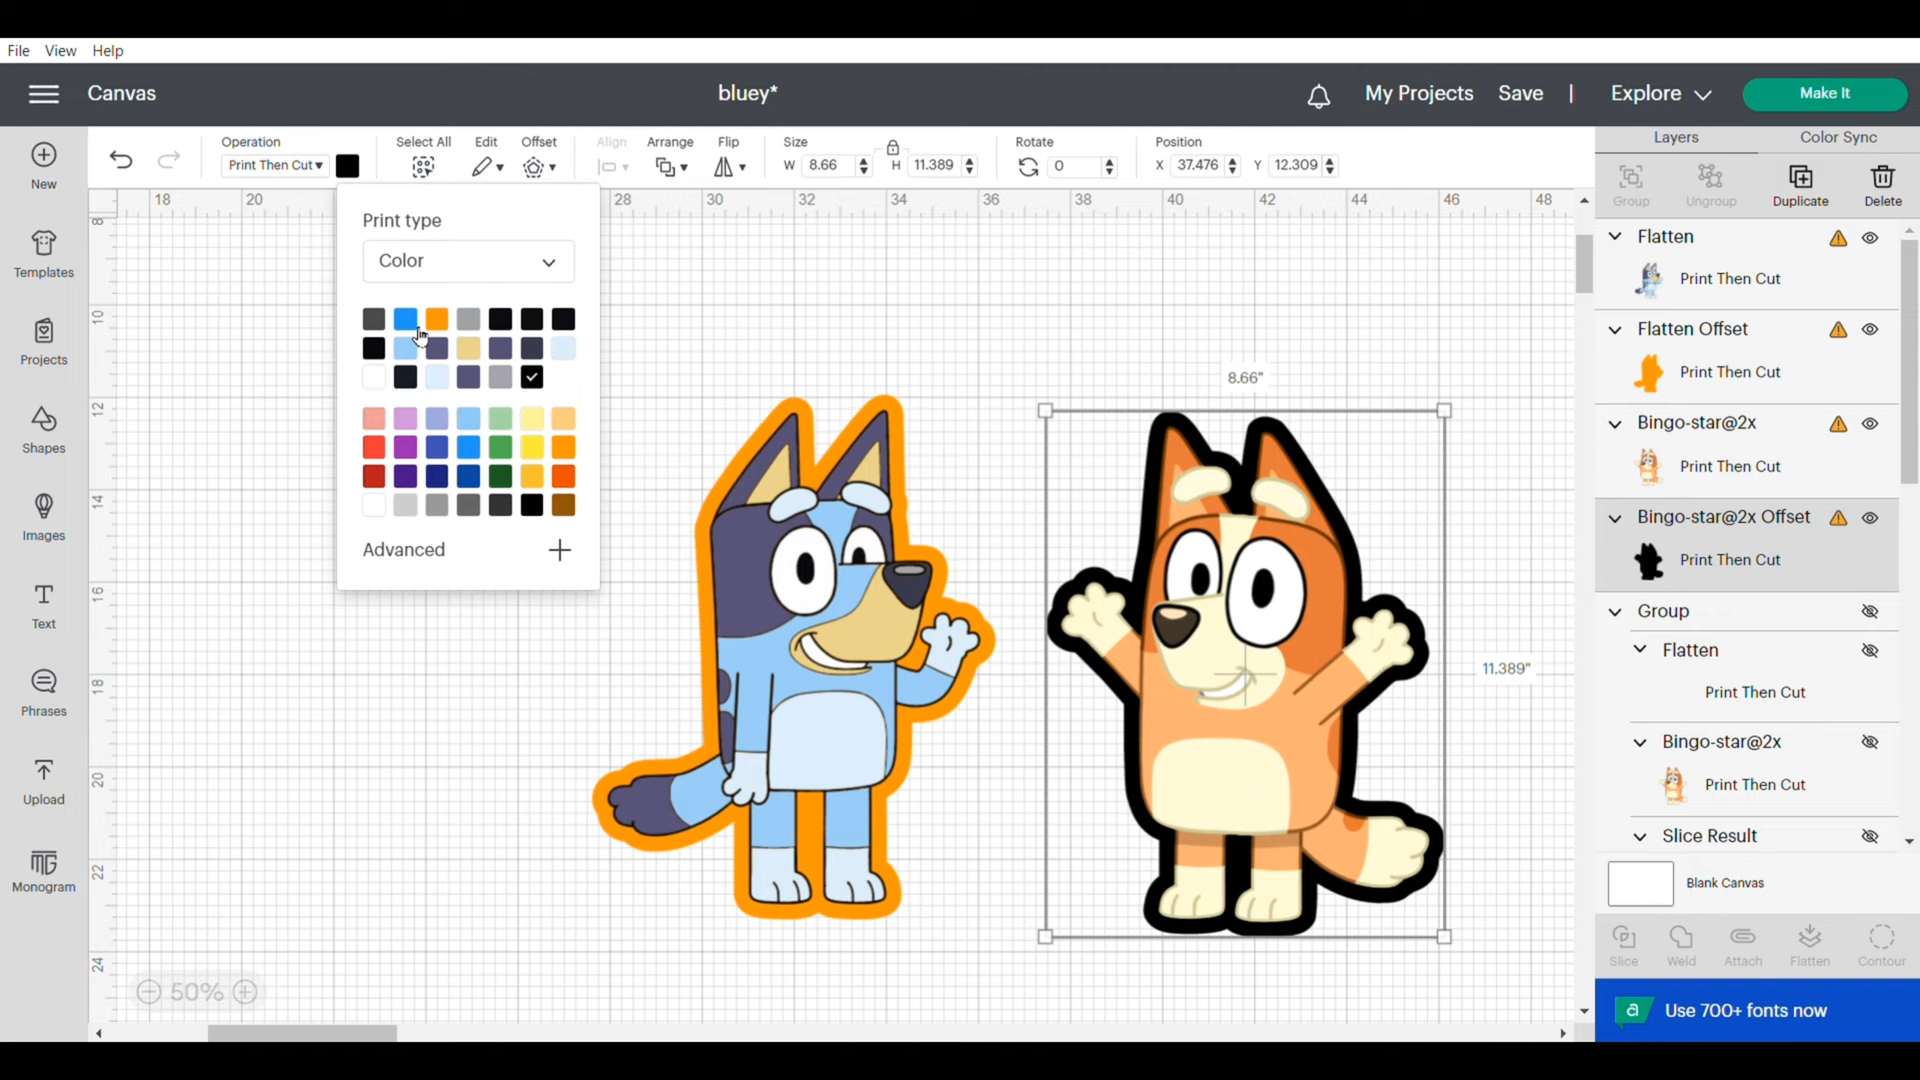 File View Help
Canvas
bluey*
My Projects Save | Explore
Make It
Operation
Print Then Cut
Select All Edit Offset Align Arrange Flip
Size
W 8.66
H 11.389
Rotate
0
Position
X 37.476
Y 12.309
Layers
Color Sync
New
Templates
Projects
Shapes
Images
Text
Phrases
Upload
Monogram
Group
Ungroup
Duplicate
Delete
18 20 28 30 32 34 36 38 40 42 44 46 48
8
10
12
14
16
18
20
22
24
Print type
Color
Advanced
8.66"
11.389"
50%
Flatten
Print Then Cut
Flatten Offset
Print Then Cut
Bingo-star@2x
Print Then Cut
Bingo-star@2x Offset
Print Then Cut
Group
Flatten
Print Then Cut
Bingo-star@2x
Print Then Cut
Slice Result
Blank Canvas
Slice Weld Attach Flatten Contour
a
Use 700+ fonts now